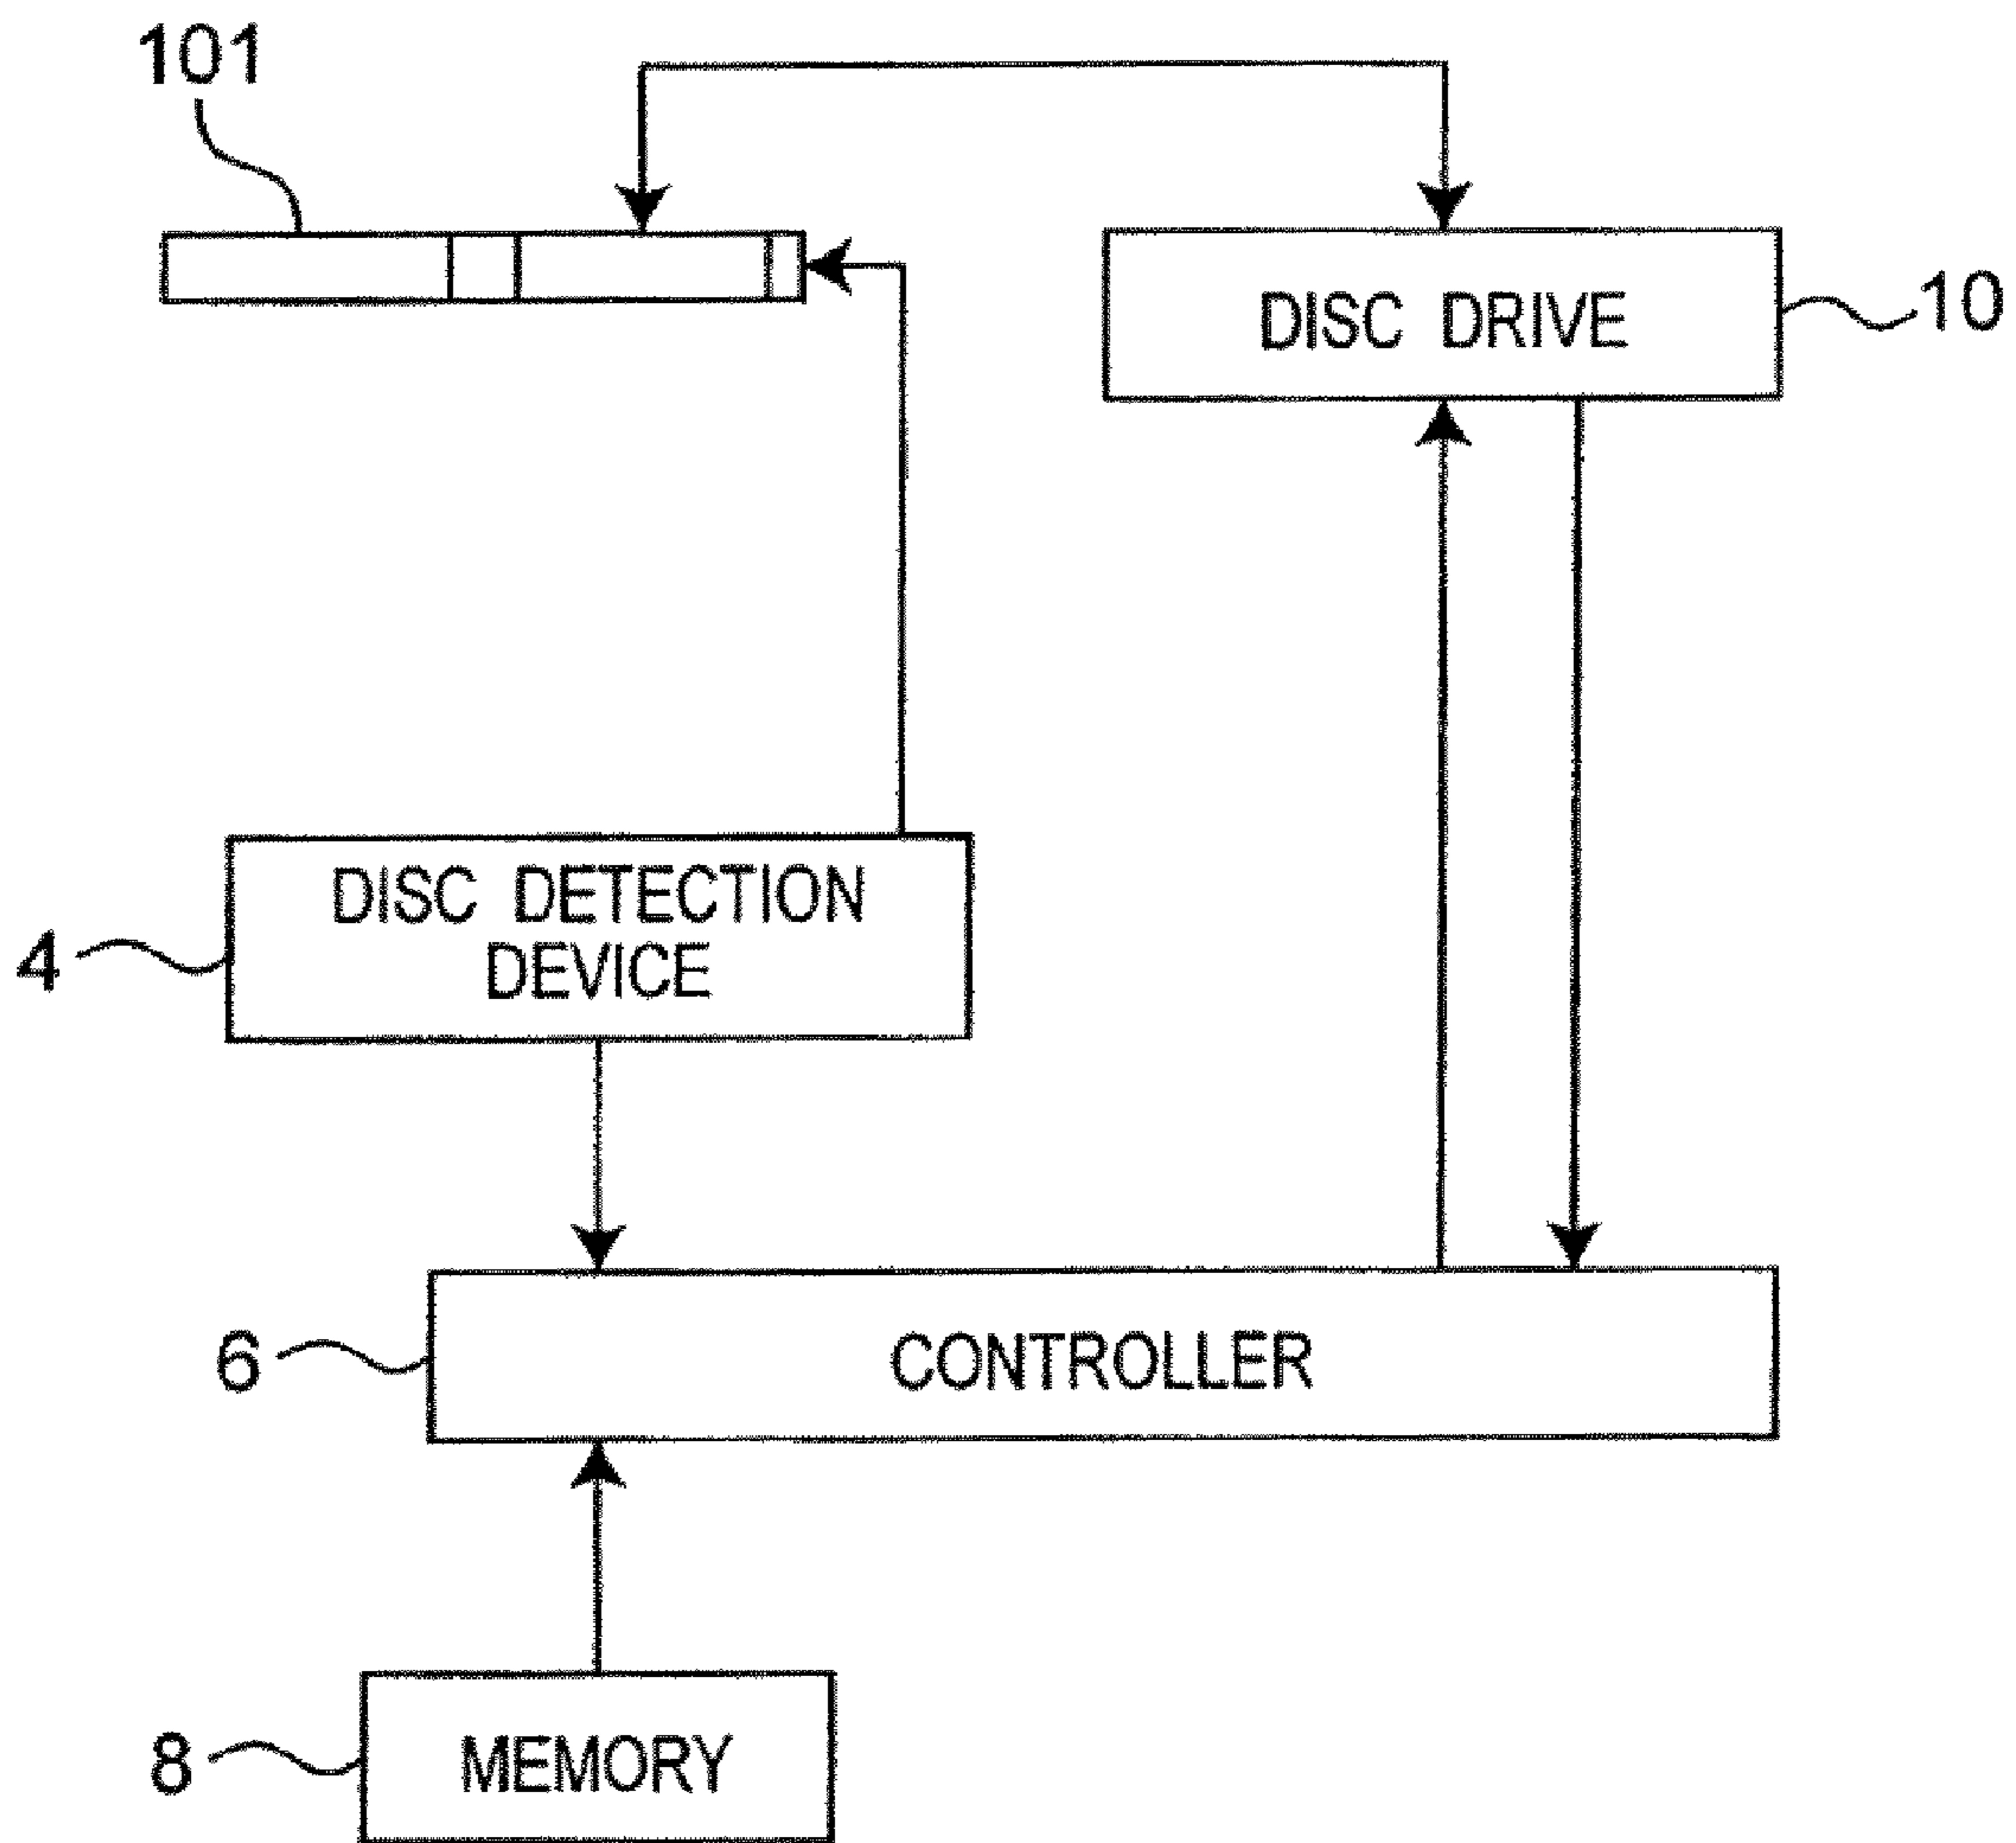 101
DISC DRIVE
10
DISC DETECTION
DEVICE
4
CONTROLLER
6
MEMORY
8